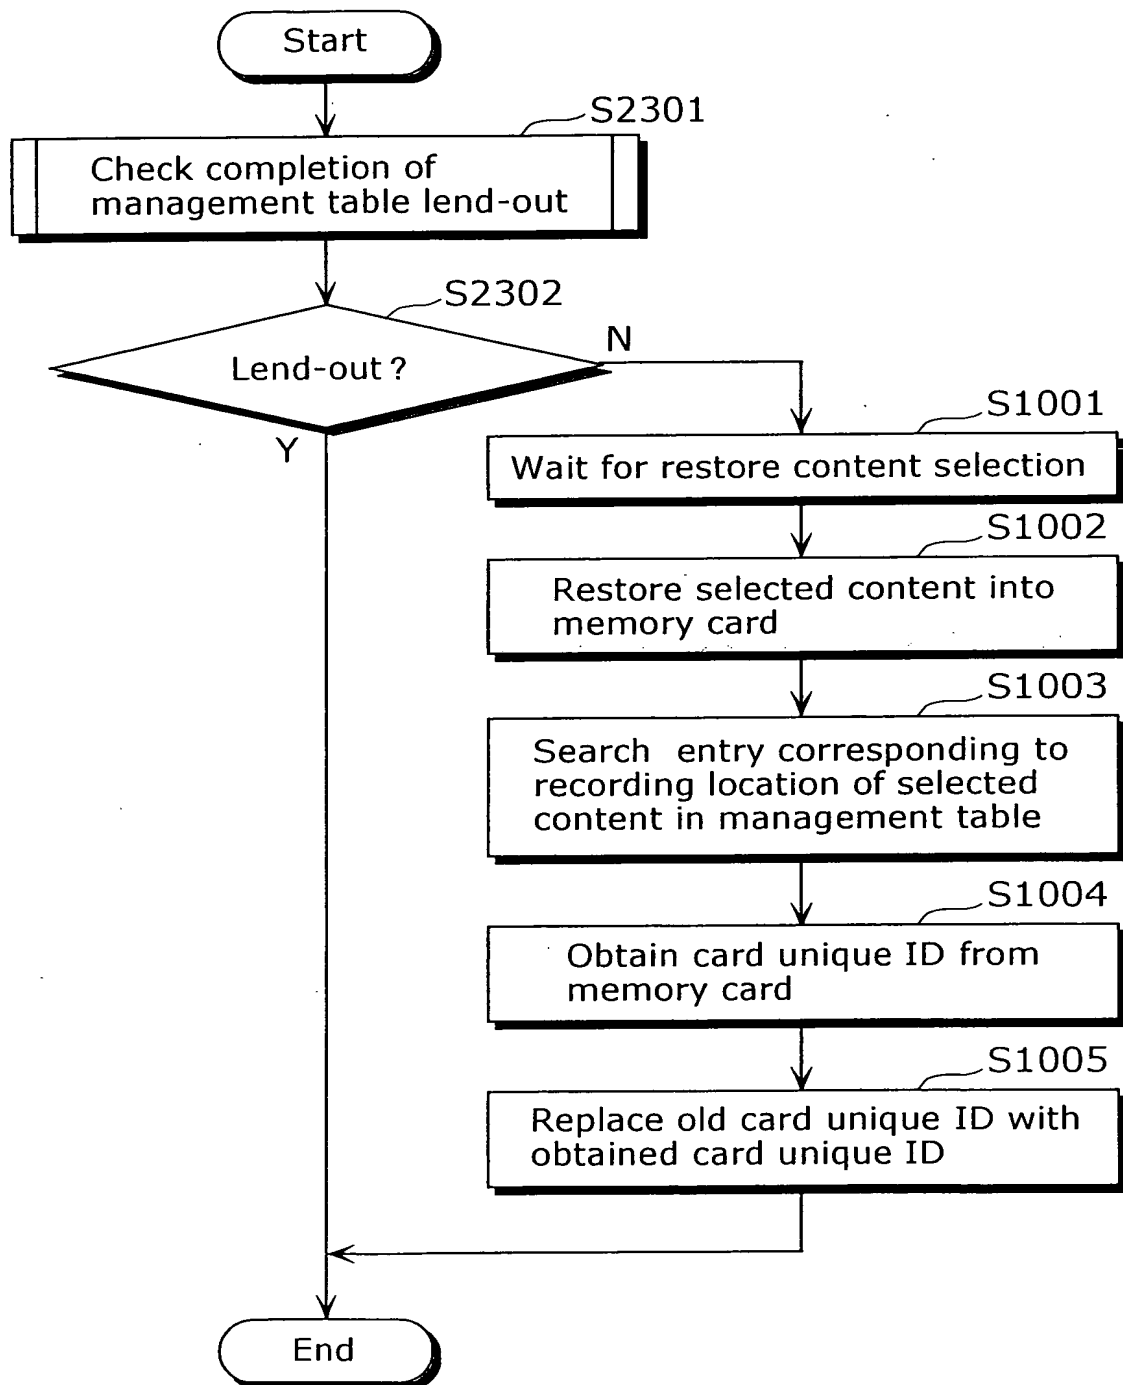 Start
S2301
Check completion of
management table lend-out
S2302
Lend-out ?
N
Y
S1001
Wait for restore content selection
S1002
Restore selected content into
memory card
S1003
Search entry corresponding to
recording location of selected
content in management table
S1004
Obtain card unique ID from
memory card
S1005
Replace old card unique ID with
obtained card unique ID
End